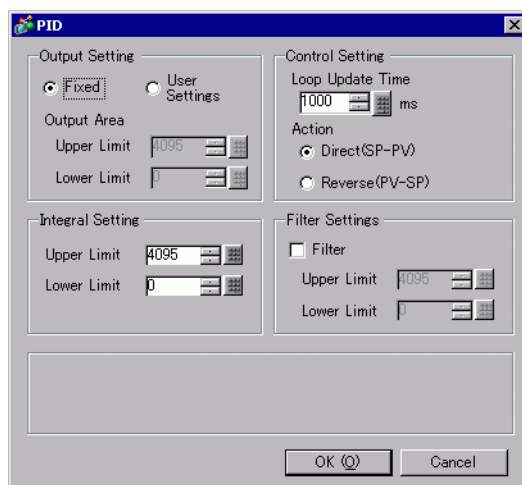 PID
Output Setting
Fixed
User
Settings
Output Area
Upper Limit 4095
Lower Limit 0
Control Setting
Loop Update Time
1000 ms
Action
Direct(SP-PV)
Reverse(PV-SP)
Integral Setting
Upper Limit 4095
Lower Limit 0
Filter Settings
Filter
Upper Limit 4095
Lower Limit 0
OK (O)
Cancel